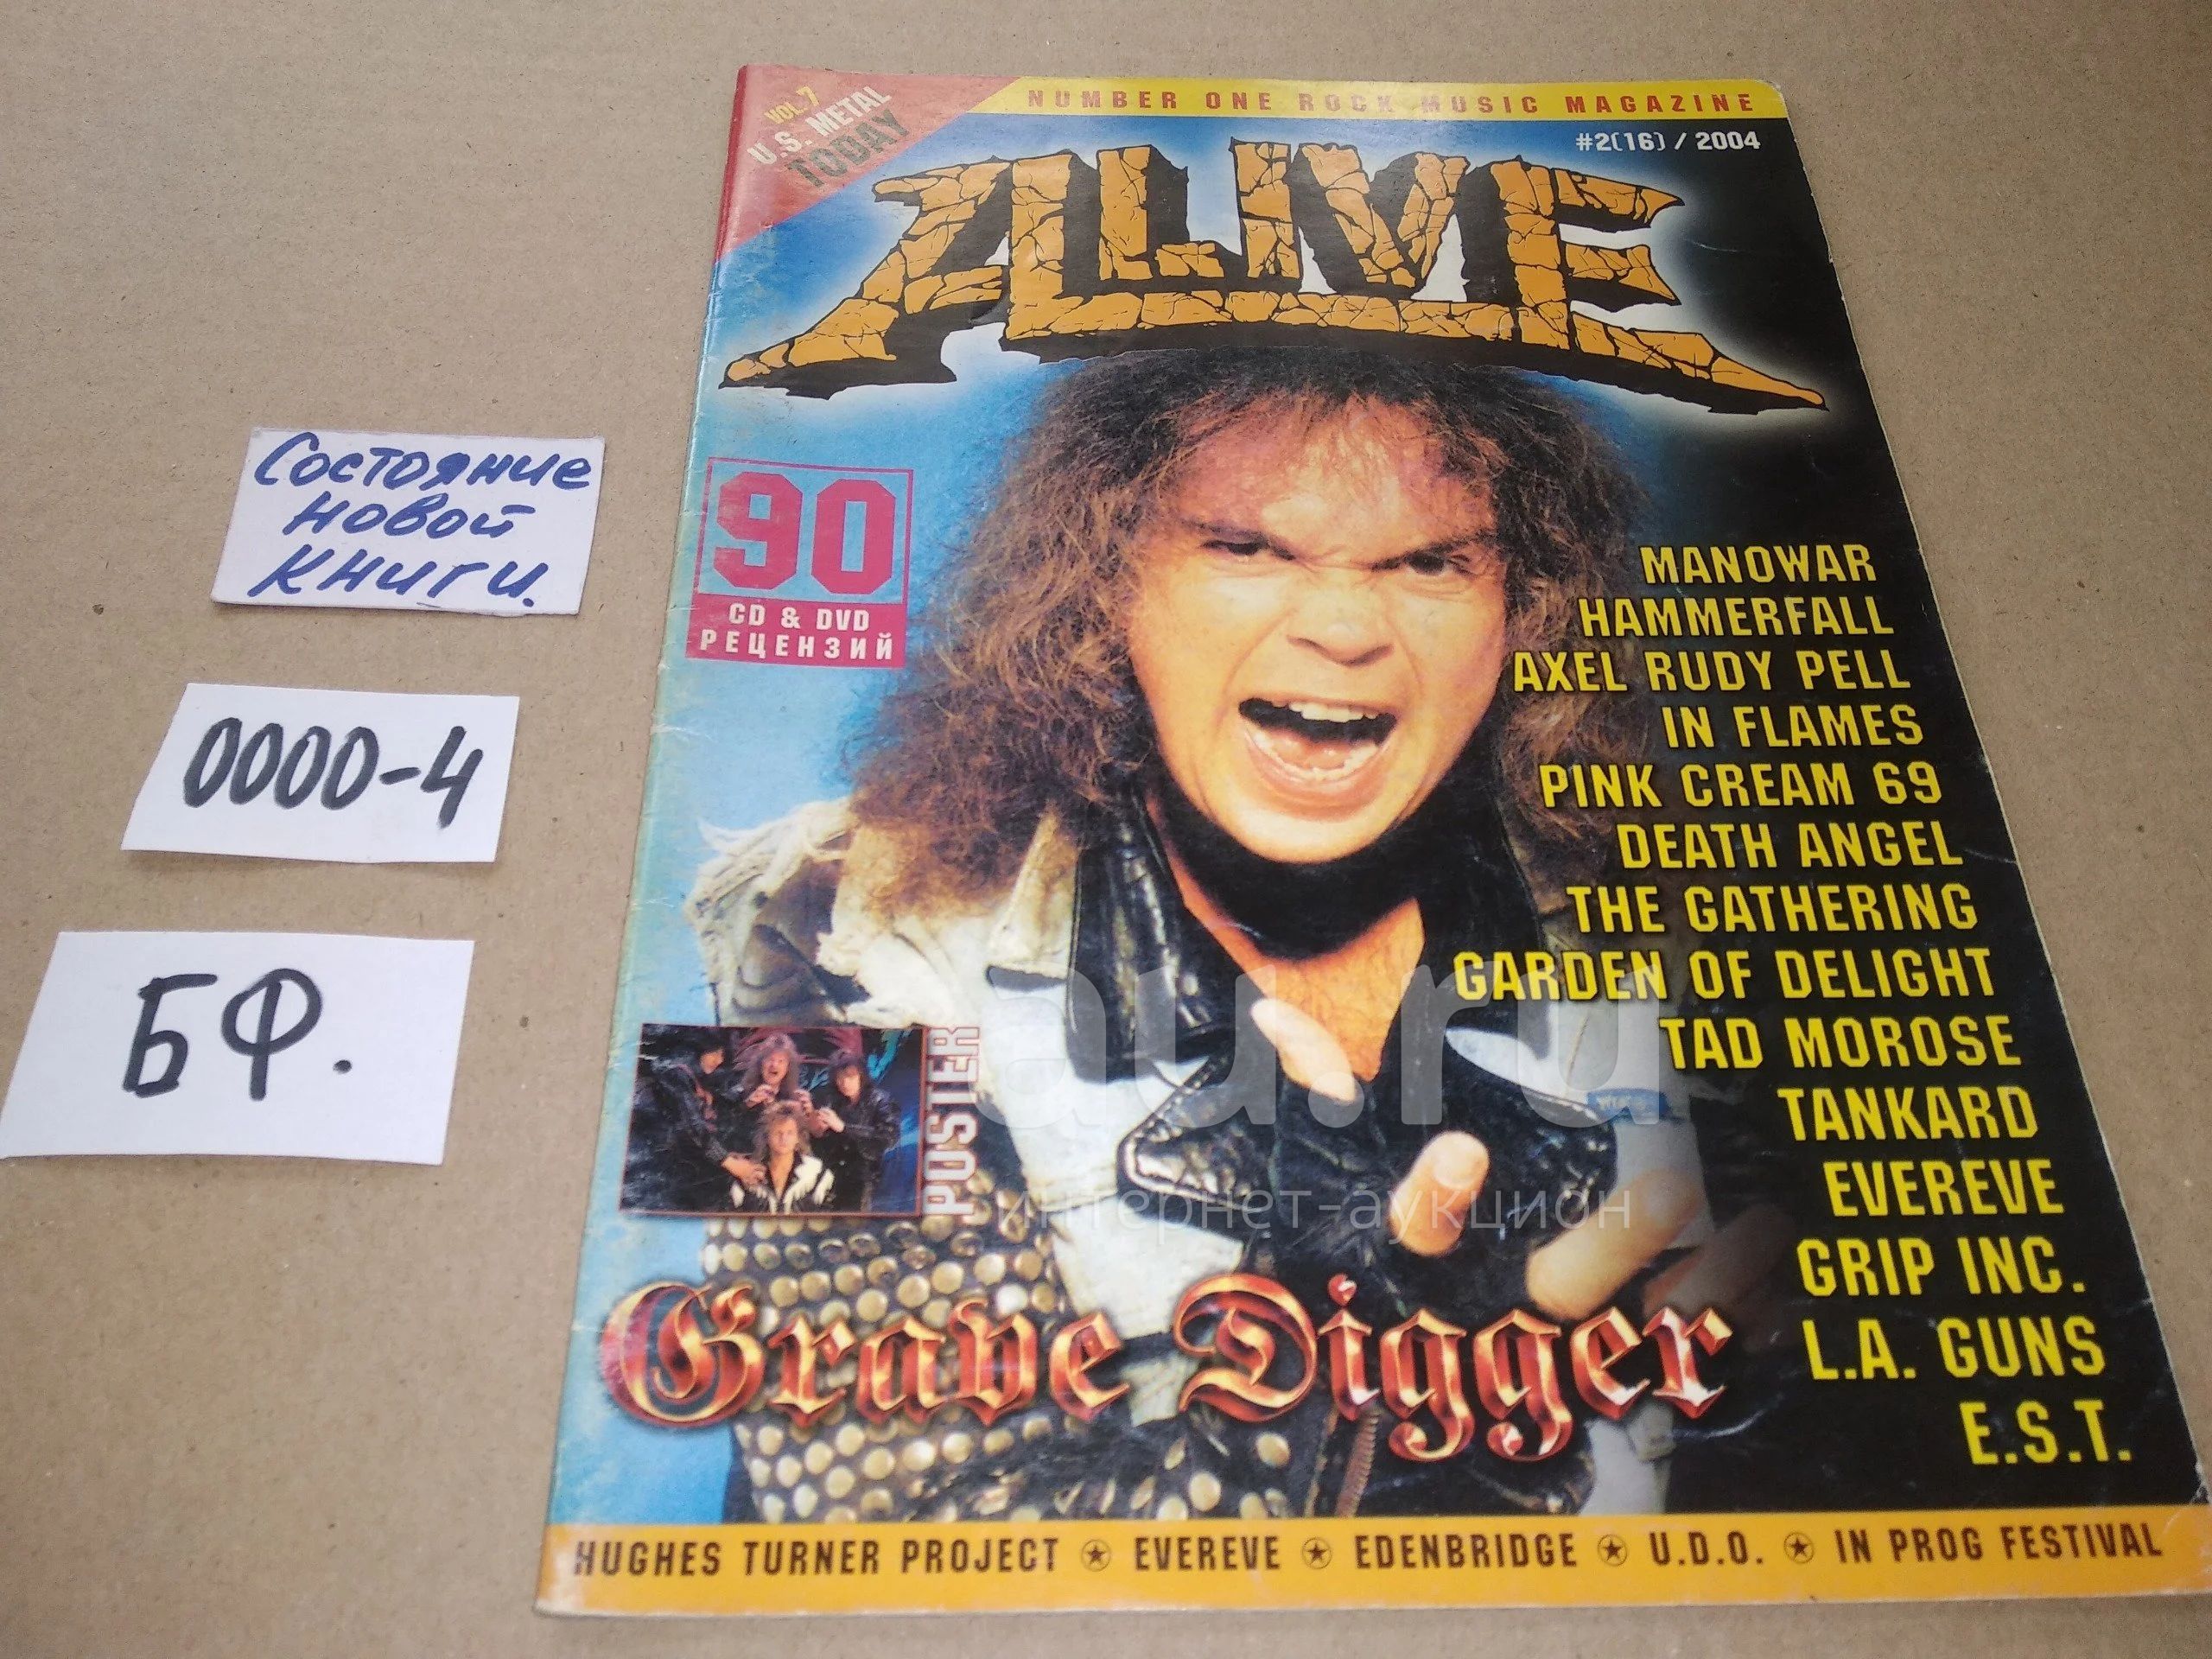 Состояние
новой
книги.
0000-4
БФ.
VOL.7
U.S. METAL
TODAY
NUMBER ONE ROCK MUSIC MAGAZINE
#2(16) / 2004
ALIVE
90
CD & DVD
РЕЦЕНЗИЙ
MANOWAR
HAMMERFALL
AXEL RUDY PELL
IN FLAMES
PINK CREAM 69
DEATH ANGEL
THE GATHERING
GARDEN OF DELIGHT
TAD MOROSE
TANKARD
EVEREVE
GRIP INC.
L.A. GUNS
E.S.T.
POSTER
au.ru
интернет-аукцион
Grave Digger
HUGHES TURNER PROJECT ★ EVEREVE ★ EDENBRIDGE ★ U.D.O. ★ IN PROG FESTIVAL